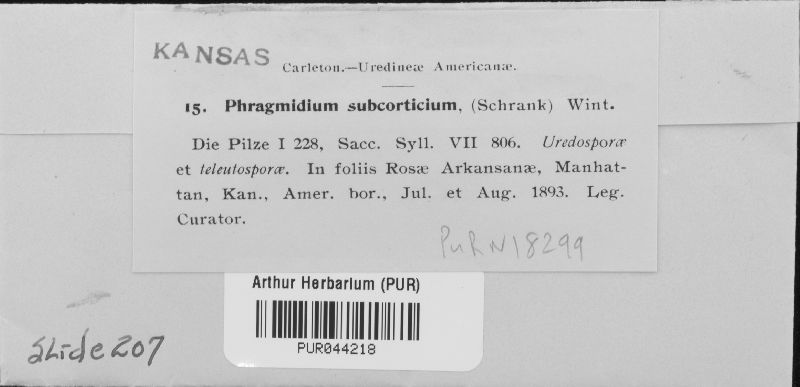 KANSAS
Carleton.—Uredineæ Americanæ.
15. Phragmidium subcorticium, (Schrank) Wint.
Die Pilze I 228, Sacc. Syll. VII 806. Uredosporæ
et teleutosporæ. In foliis Rosæ Arkansanæ, Manhat-
tan, Kan., Amer. bor., Jul. et Aug. 1893. Leg.
Curator.
PUR N18299
Arthur Herbarium (PUR)
PUR044218
Slide 207